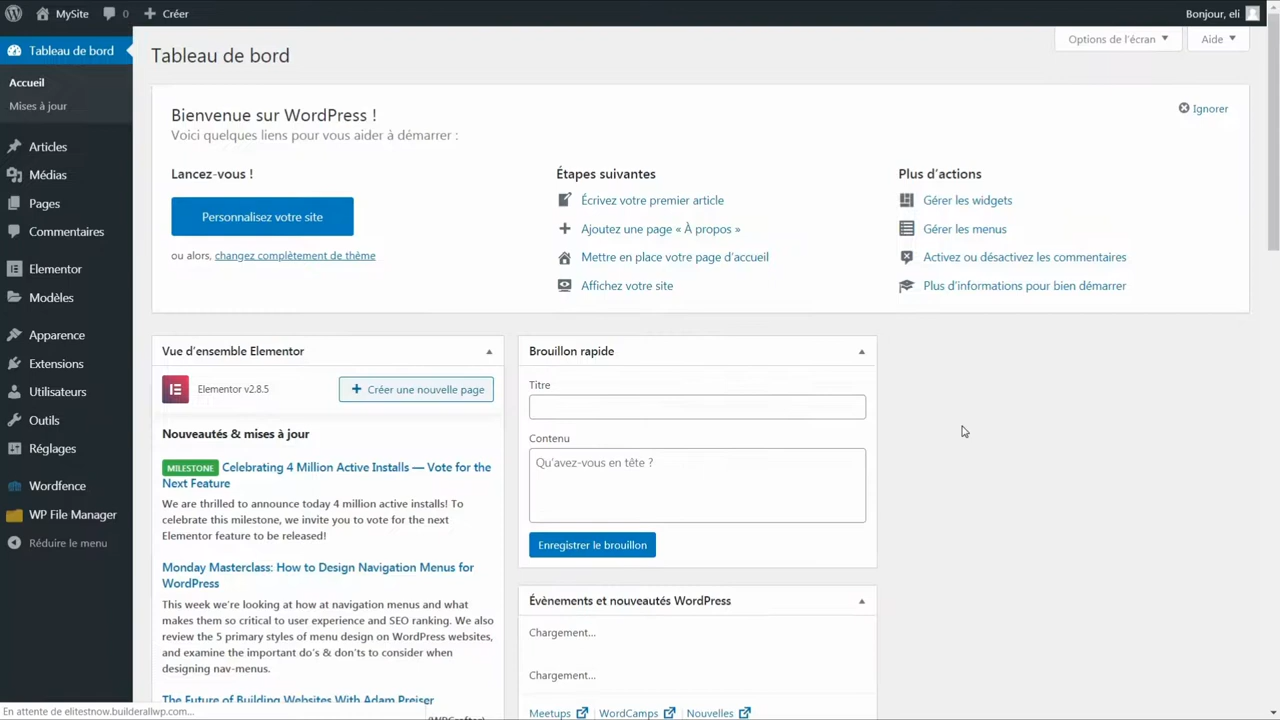 MySite 0 Créer
Bonjour, eli
Tableau de bord
Accueil
Mises à jour
Articles
Médias
Pages
Commentaires
Elementor
Modèles
Apparence
Extensions
Utilisateurs
Outils
Réglages
Wordfence
WP File Manager
Réduire le menu
Options de l'écran
Aide
Tableau de bord
Bienvenue sur WordPress !
Voici quelques liens pour vous aider à démarrer :
Ignorer
Lancez-vous !
Personnalisez votre site
ou alors, changez complètement de thème
Étapes suivantes
Écrivez votre premier article
Ajoutez une page « À propos »
Mettre en place votre page d'accueil
Affichez votre site
Plus d'actions
Gérer les widgets
Gérer les menus
Activez ou désactivez les commentaires
Plus d'informations pour bien démarrer
Vue d'ensemble Elementor
Elementor v2.8.5
Créer une nouvelle page
Nouveautés & mises à jour
MILESTONE Celebrating 4 Million Active Installs — Vote for the
Next Feature
We are thrilled to announce today 4 million active installs! To
celebrate this milestone, we invite you to vote for the next
Elementor feature to be released!
Monday Masterclass: How to Design Navigation Menus for
WordPress
This week we're looking at how at navigation menus and what
makes them so critical to user experience and SEO ranking. We also
review the 5 primary styles of menu design on WordPress websites,
and examine the important do's & don'ts to consider when
designing nav-menus.
The Future of Building Websites With Adam Preiser
(WPCrafter)
Brouillon rapide
Titre
Contenu
Qu'avez-vous en tête ?
Enregistrer le brouillon
Évènements et nouveautés WordPress
Chargement...
Chargement...
Meetups WordCamps Nouvelles
En attente de elitestnow.builderallwp.com...